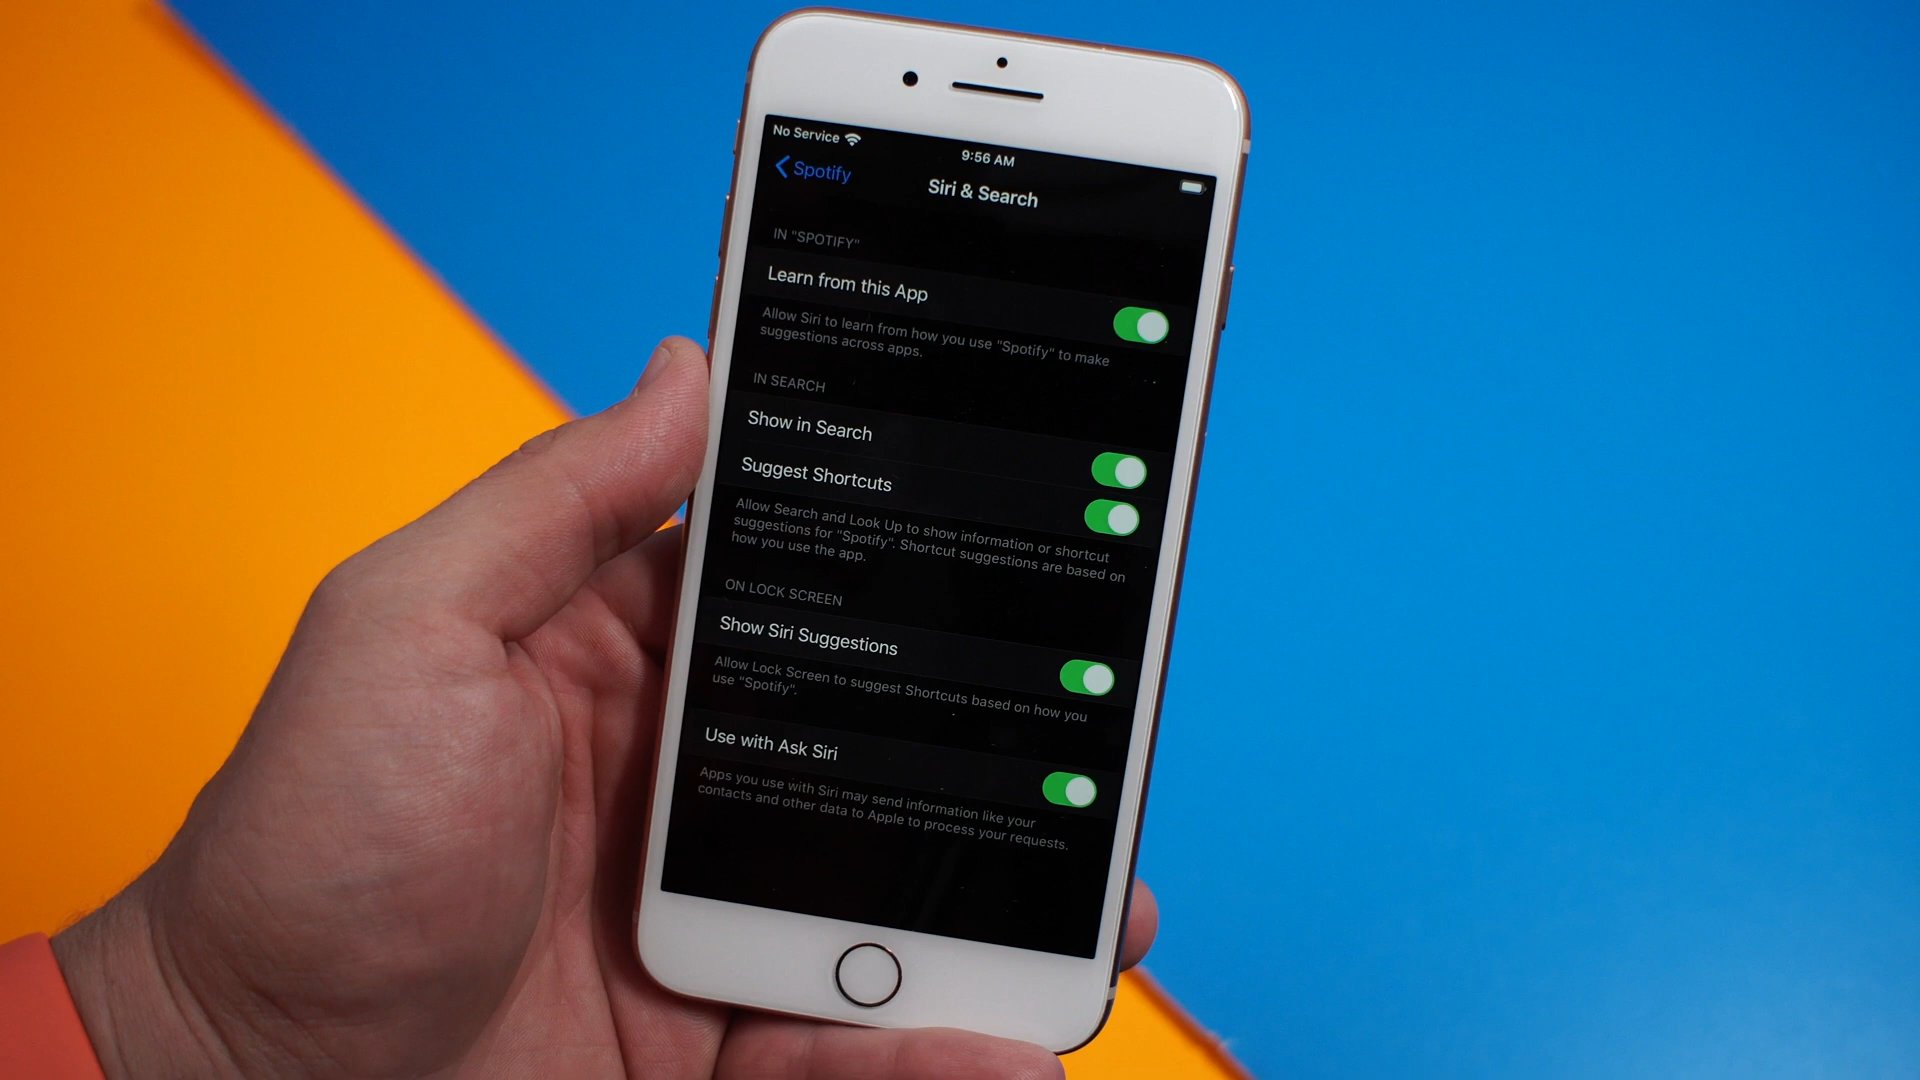 No Service
9:56 AM
Spotify
Siri & Search
IN "SPOTIFY"
Learn from this App
Allow Siri to learn from how you use "Spotify" to make
suggestions across apps.
IN SEARCH
Show in Search
Suggest Shortcuts
Allow Search and Look Up to show information or shortcut
suggestions for "Spotify". Shortcut suggestions are based on
how you use the app.
ON LOCK SCREEN
Show Siri Suggestions
Allow Lock Screen to suggest Shortcuts based on how you
use "Spotify".
Use with Ask Siri
Apps you use with Siri may send information like your
contacts and other data to Apple to process your requests.